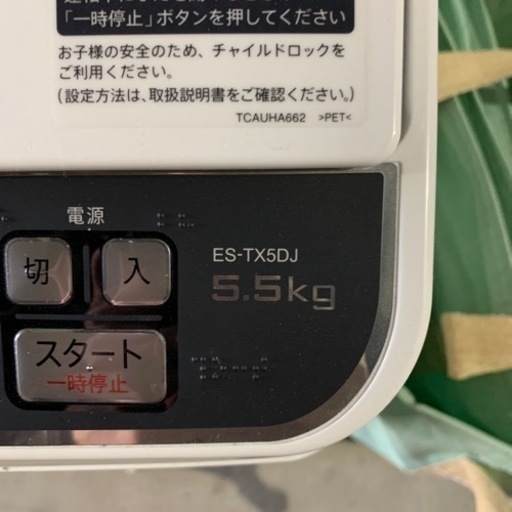 「一時停止」ボタンを押してください
お子様の安全のため、チャイルドロックを
ご利用ください。
(設定方法は、取扱説明書をご確認ください。)
TCAUHA662 >PET<
電源
切 入
ES-TX5DJ
5.5kg
スタート
一時停止